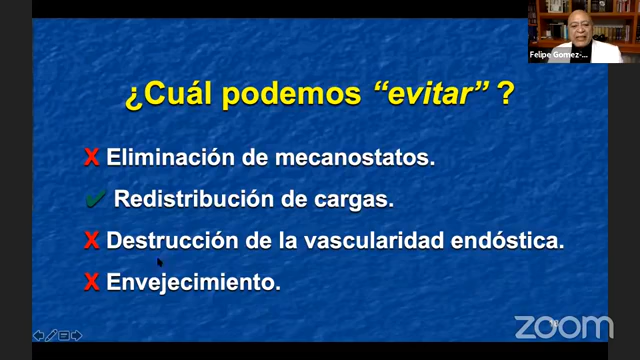 Felipe Gomez-...
¿Cuál podemos “evitar” ?
X Eliminación de mecanostatos.
✓ Redistribución de cargas.
X Destrucción de la vascularidad endóstica.
X Envejecimiento.
zoom